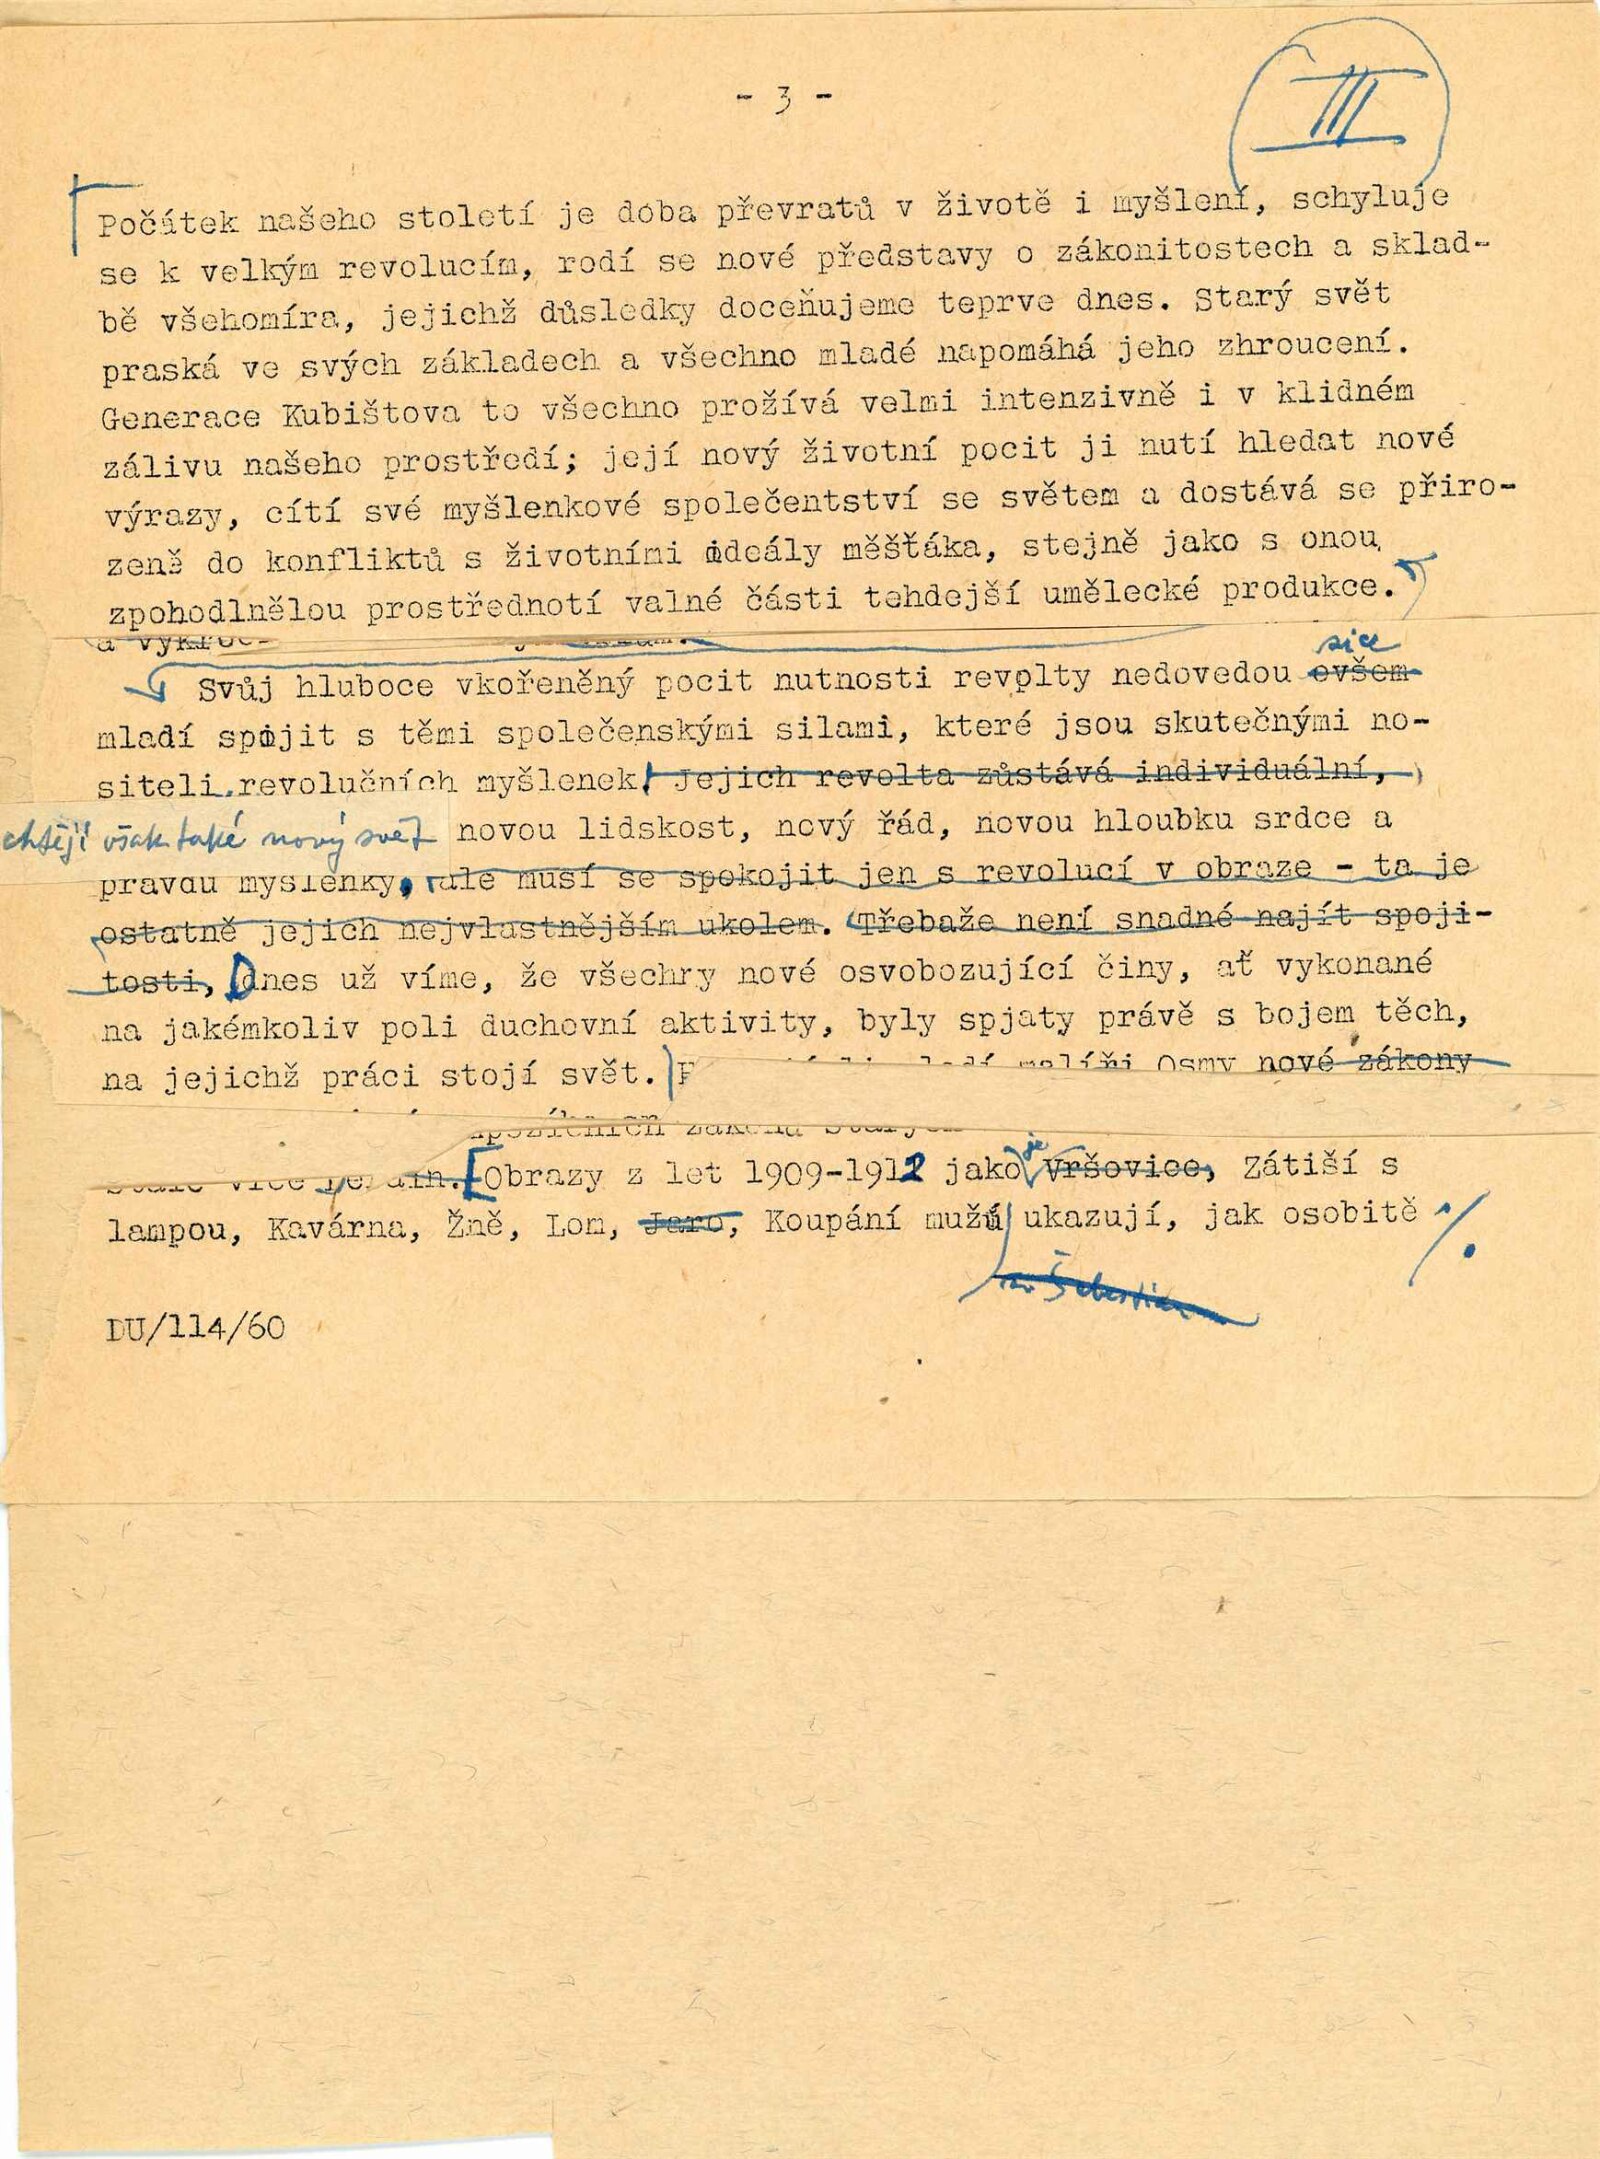 - 3 -
III
Počátek našeho století je doba převratů v životě i myšlení, schyluje
se k velkým revolucím, rodí se nové představy o zákonitostech a sklad-
bě všehomíra, jejichž důsledky doceňujeme teprve dnes. Starý svět
praská ve svých základech a všechno mladé napomáhá jeho zhroucení.
Generace Kubištova to všechno prožívá velmi intenzivně i v klidném
zálivu našeho prostředí; její nový životní pocit ji nutí hledat nové
výrazy, cítí své myšlenkové společentství se světem a dostává se přiro-
zeně do konfliktů s životními ideály měšťáka, stejně jako s onou
zpohodlnělou prostřednotí valné části tehdejší umělecké produkce.
sice
Svůj hluboce vkořeněný pocit nutnosti revolty nedovedou ovšem
mladí spojit s těmi společenskými silami, které jsou skutečnými no-
siteli revolučních myšlenek. Jejich revolta zůstává individuální,
chtějí však také nový svět novou lidskost, nový řád, novou hloubku srdce a
pravdu myšlenky, ale musí se spokojit jen s revolucí v obraze - ta je
ostatně jejich nejvlastnějším ukolem. Třebaže není snadné najít spoji-
tosti, Dnes už víme, že všechny nové osvobozující činy, ať vykonané
na jakémkoliv poli duchovní aktivity, byly spjaty právě s bojem těch,
na jejichž práci stojí svět. malíři Osmy nové zákony
je
stále více Obrazy z let 1909-1912 jako Vršovice, Zátiší s
lampou, Kavárna, Žně, Lom, Jaro, Koupání mužů ukazují, jak osobitě ./.
Šebestian
DU/114/60